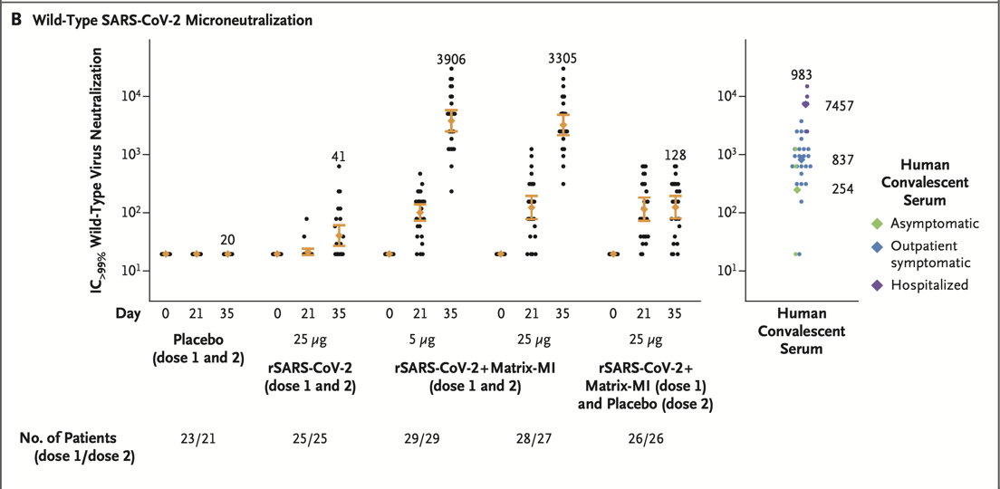 B Wild-Type SARS-CoV-2 Microneutralization
IC>99% Wild-Type Virus Neutralization
10⁴
10³
10²
10¹
20
41
3906
3305
128
Day 0 21 35 0 21 35 0 21 35 0 21 35 0 21 35
Placebo
(dose 1 and 2)
25 µg
rSARS-CoV-2
(dose 1 and 2)
5 µg
25 µg
rSARS-CoV-2+Matrix-MI
(dose 1 and 2)
25 µg
rSARS-CoV-2+
Matrix-MI (dose 1)
and Placebo (dose 2)
No. of Patients
(dose 1/dose 2)
23/21 25/25 29/29 28/27 26/26
10⁴
10³
10²
10¹
983
7457
837
254
Human
Convalescent
Serum
Human
Convalescent
Serum
Asymptomatic
Outpatient
symptomatic
Hospitalized